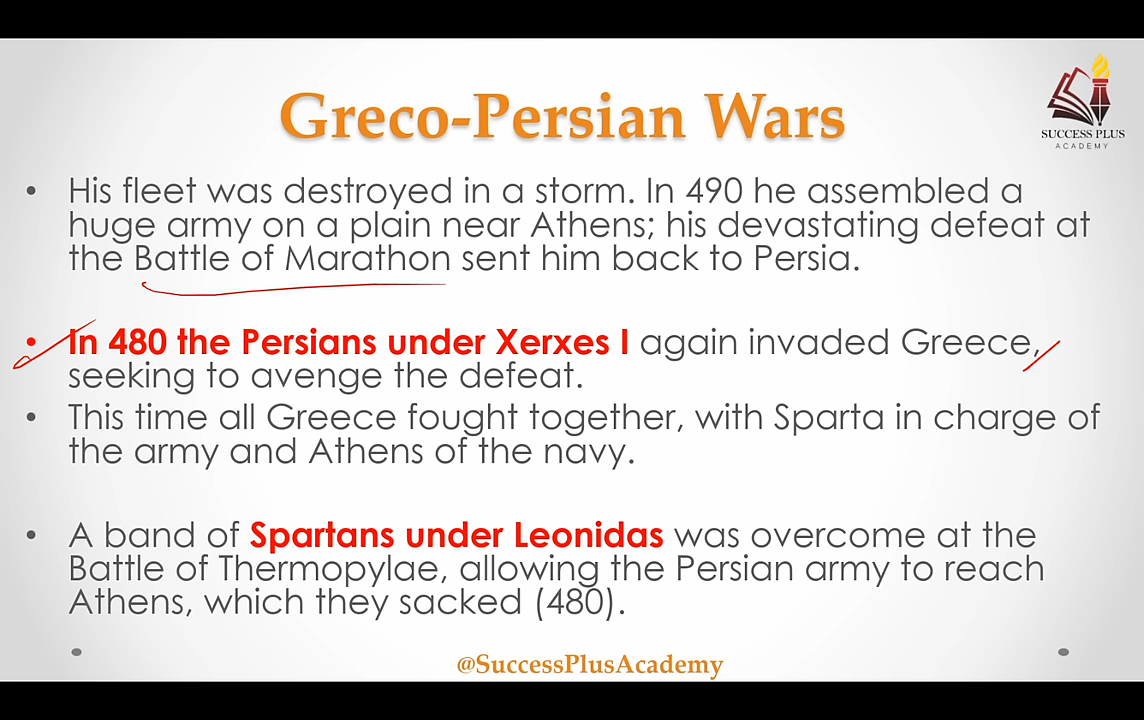 SUCCESS PLUS
ACADEMY
Greco-Persian Wars
• His fleet was destroyed in a storm. In 490 he assembled a
huge army on a plain near Athens; his devastating defeat at
the Battle of Marathon sent him back to Persia.
• In 480 the Persians under Xerxes I again invaded Greece,
seeking to avenge the defeat.
• This time all Greece fought together, with Sparta in charge of
the army and Athens of the navy.
• A band of Spartans under Leonidas was overcome at the
Battle of Thermopylae, allowing the Persian army to reach
Athens, which they sacked (480).
@SuccessPlusAcademy